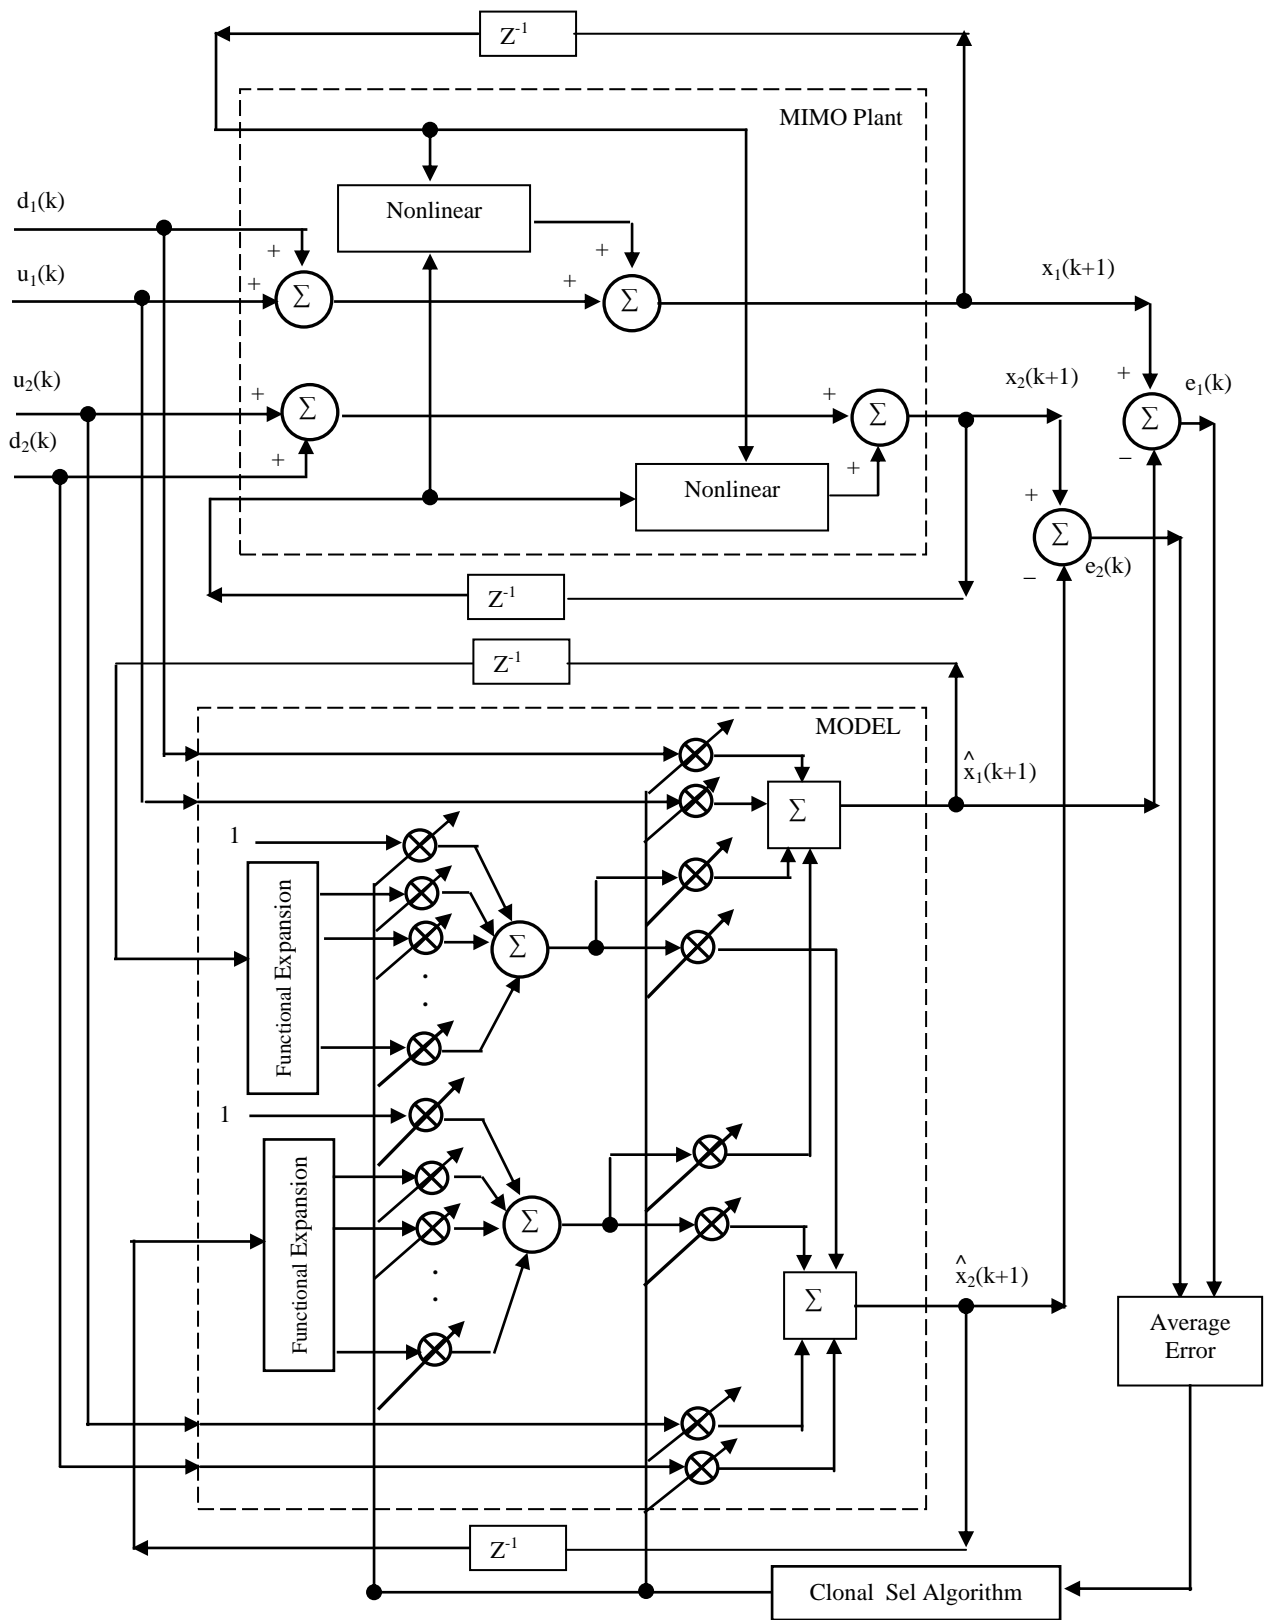 Z⁻¹
MIMO Plant
d₁(k)
Nonlinear
+
+
u₁(k)
+
Σ
+
Σ
x₁(k+1)
u₂(k)
+
Σ
+
Σ
x₂(k+1)
+
e₁(k)
Σ
d₂(k)
+
+
−
Nonlinear
+
Σ
−
e₂(k)
Z⁻¹
Z⁻¹
MODEL
^
x₁(k+1)
Σ
1
Functional Expansion
Σ
.
.
1
Functional Expansion
Σ
.
.
^
x₂(k+1)
Σ
Average
Error
Z⁻¹
Clonal Sel Algorithm